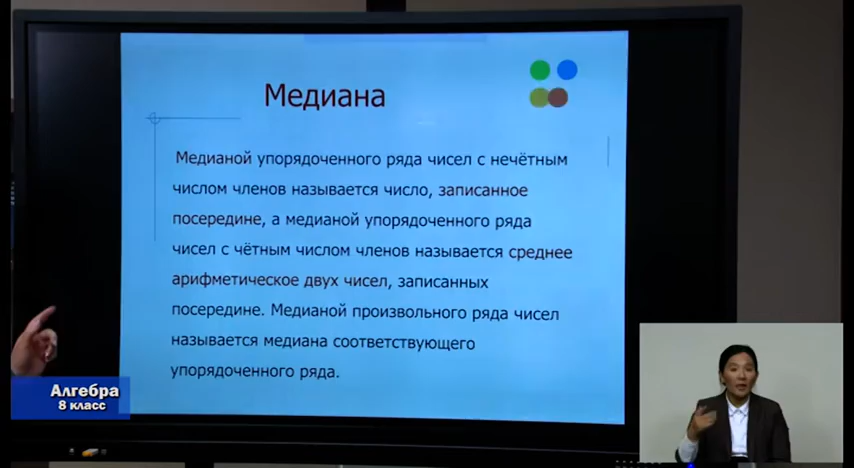 Медиана
Медианой упорядоченного ряда чисел с нечётным
числом членов называется число, записанное
посередине, а медианой упорядоченного ряда
чисел с чётным числом членов называется среднее
арифметическое двух чисел, записанных
посередине. Медианой произвольного ряда чисел
называется медиана соответствующего
упорядоченного ряда.
Алгебра
8 класс